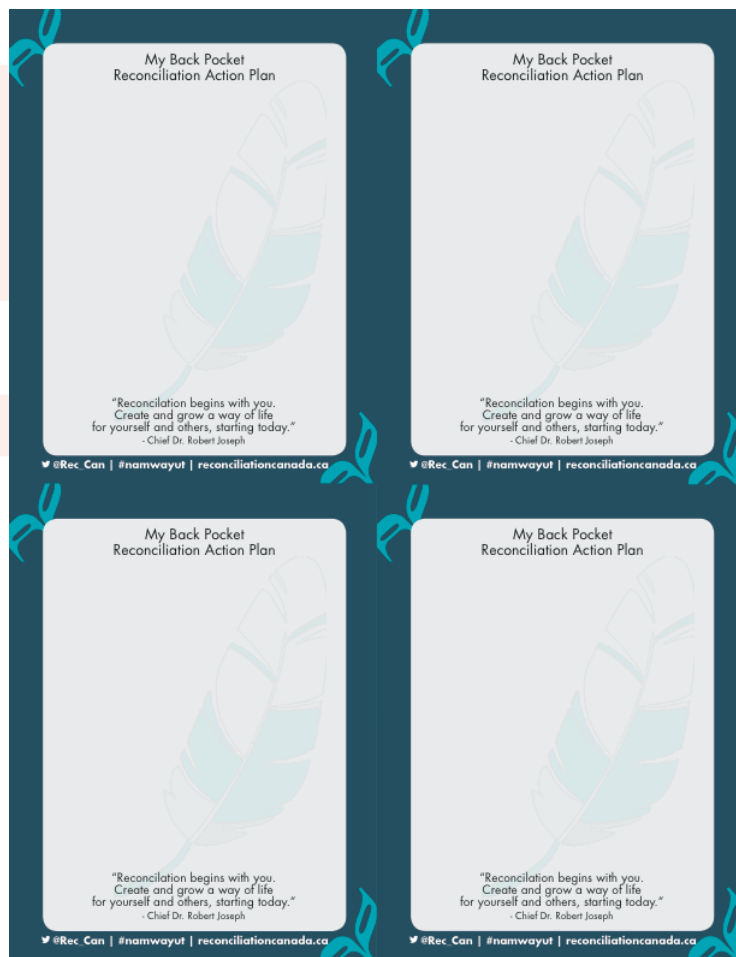 My Back Pocket
Reconciliation Action Plan
“Reconcilation begins with you.
Create and grow a way of life
for yourself and others, starting today.”
- Chief Dr. Robert Joseph
@Rec_Can | #namwayut | reconciliationcanada.ca
My Back Pocket
Reconciliation Action Plan
“Reconcilation begins with you.
Create and grow a way of life
for yourself and others, starting today.”
- Chief Dr. Robert Joseph
@Rec_Can | #namwayut | reconciliationcanada.ca
My Back Pocket
Reconciliation Action Plan
“Reconcilation begins with you.
Create and grow a way of life
for yourself and others, starting today.”
- Chief Dr. Robert Joseph
@Rec_Can | #namwayut | reconciliationcanada.ca
My Back Pocket
Reconciliation Action Plan
“Reconcilation begins with you.
Create and grow a way of life
for yourself and others, starting today.”
- Chief Dr. Robert Joseph
@Rec_Can | #namwayut | reconciliationcanada.ca